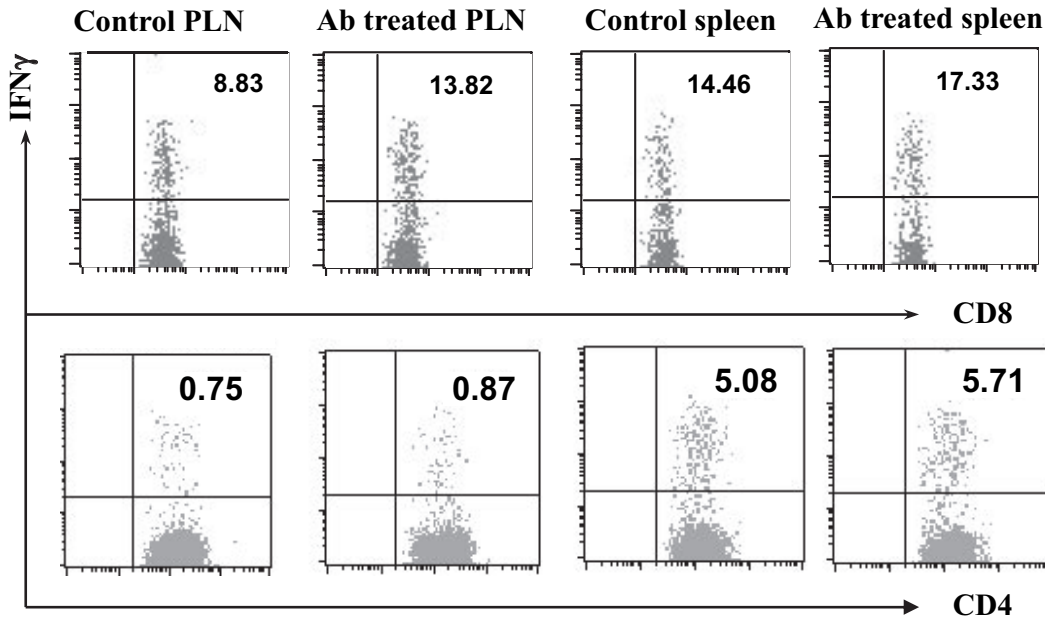 Control PLN
Ab treated PLN
Control spleen
Ab treated spleen
IFNγ
8.83
13.82
14.46
17.33
CD8
0.75
0.87
5.08
5.71
CD4